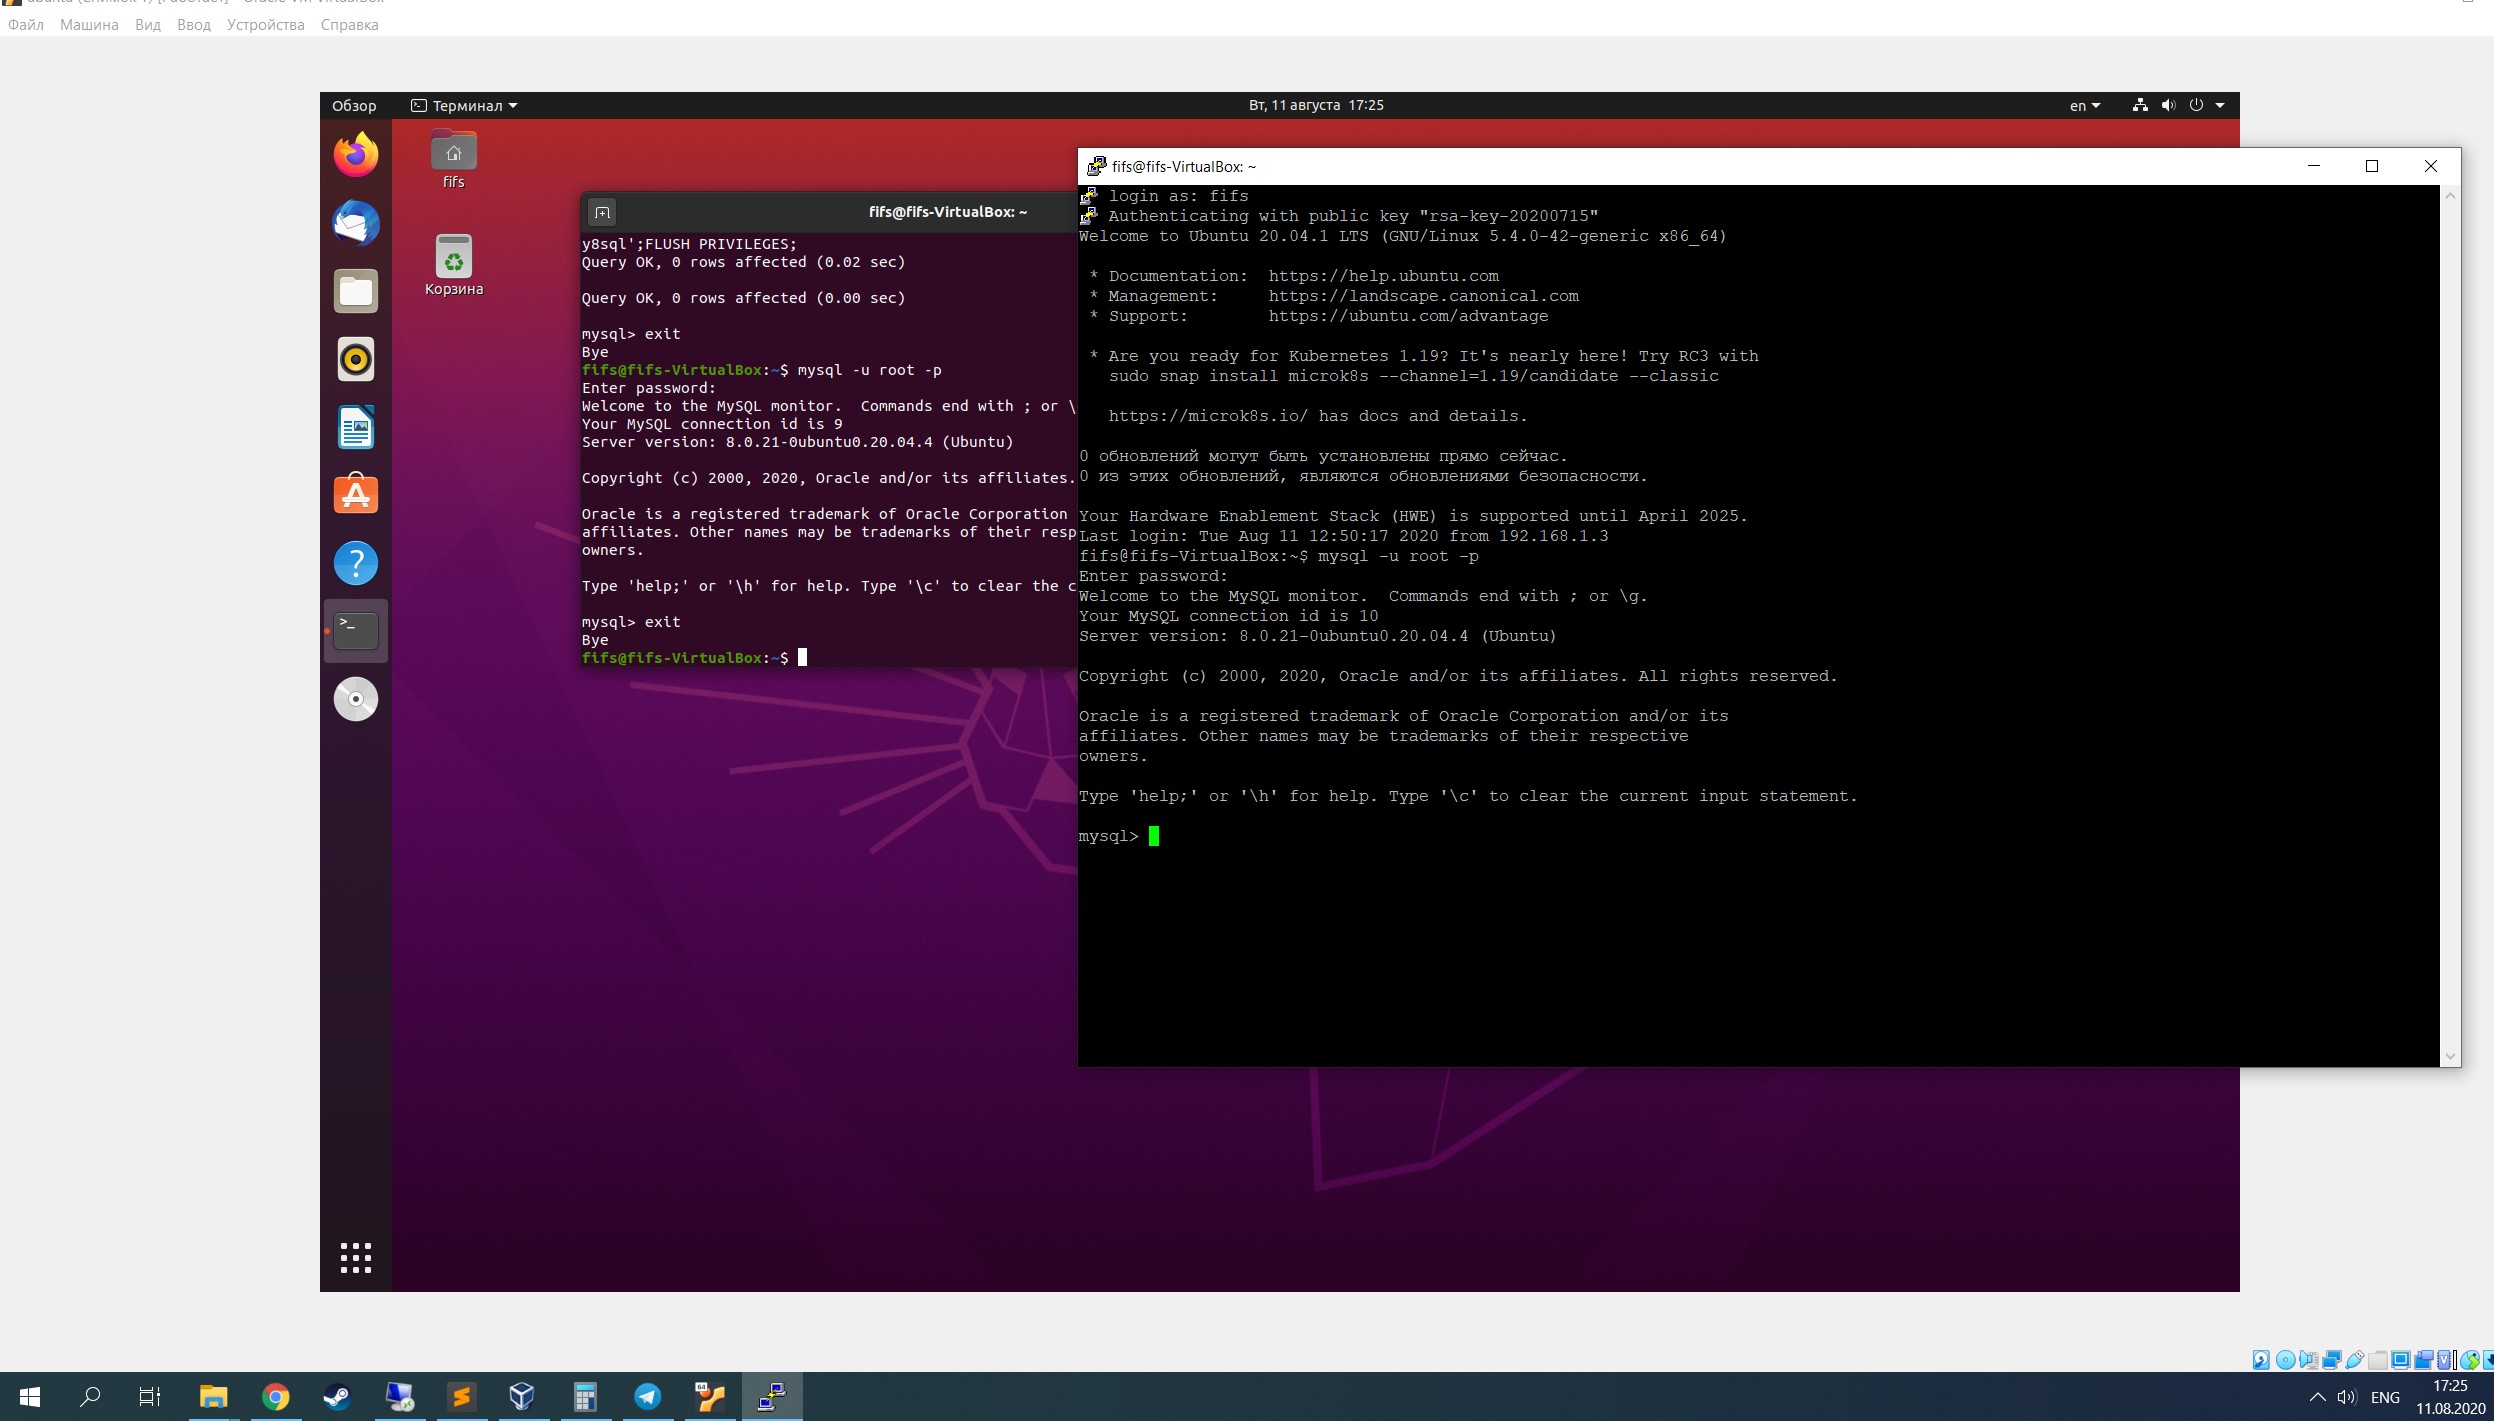 ubuntu (Снимок 1) [Работает] - Oracle VM VirtualBox
Файл Машина Вид Ввод Устройства Справка
Обзор Терминал Вт, 11 августа 17:25 en
fifs
Корзина
fifs@fifs-VirtualBox: ~
y8sql';FLUSH PRIVILEGES;
Query OK, 0 rows affected (0.02 sec)
Query OK, 0 rows affected (0.00 sec)
mysql> exit
Bye
fifs@fifs-VirtualBox:~$ mysql -u root -p
Enter password:
Welcome to the MySQL monitor.  Commands end with ; or \
Your MySQL connection id is 9
Server version: 8.0.21-0ubuntu0.20.04.4 (Ubuntu)
Copyright (c) 2000, 2020, Oracle and/or its affiliates.
Oracle is a registered trademark of Oracle Corporation
affiliates. Other names may be trademarks of their resp
owners.
Type 'help;' or '\h' for help. Type '\c' to clear the c
mysql> exit
Bye
fifs@fifs-VirtualBox:~$
fifs@fifs-VirtualBox: ~
login as: fifs
Authenticating with public key "rsa-key-20200715"
Welcome to Ubuntu 20.04.1 LTS (GNU/Linux 5.4.0-42-generic x86_64)
* Documentation:  https://help.ubuntu.com
* Management:     https://landscape.canonical.com
* Support:        https://ubuntu.com/advantage
* Are you ready for Kubernetes 1.19? It's nearly here! Try RC3 with
sudo snap install microk8s --channel=1.19/candidate --classic
https://microk8s.io/ has docs and details.
0 обновлений могут быть установлены прямо сейчас.
0 из этих обновлений, являются обновлениями безопасности.
Your Hardware Enablement Stack (HWE) is supported until April 2025.
Last login: Tue Aug 11 12:50:17 2020 from 192.168.1.3
fifs@fifs-VirtualBox:~$ mysql -u root -p
Enter password:
Welcome to the MySQL monitor.  Commands end with ; or \g.
Your MySQL connection id is 10
Server version: 8.0.21-0ubuntu0.20.04.4 (Ubuntu)
Copyright (c) 2000, 2020, Oracle and/or its affiliates. All rights reserved.
Oracle is a registered trademark of Oracle Corporation and/or its
affiliates. Other names may be trademarks of their respective
owners.
Type 'help;' or '\h' for help. Type '\c' to clear the current input statement.
mysql>
ENG
17:25
11.08.2020